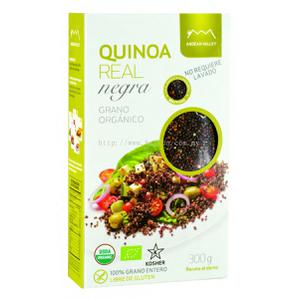 ANDEAN VALLEY
QUINOA
REAL
negra
NO REQUIERE
LAVADO
GRANO
ORGÁNICO
USDA
ORGANIC
KOSHER
300g
100% GRANO ENTERO
LIBRE DE GLUTEN